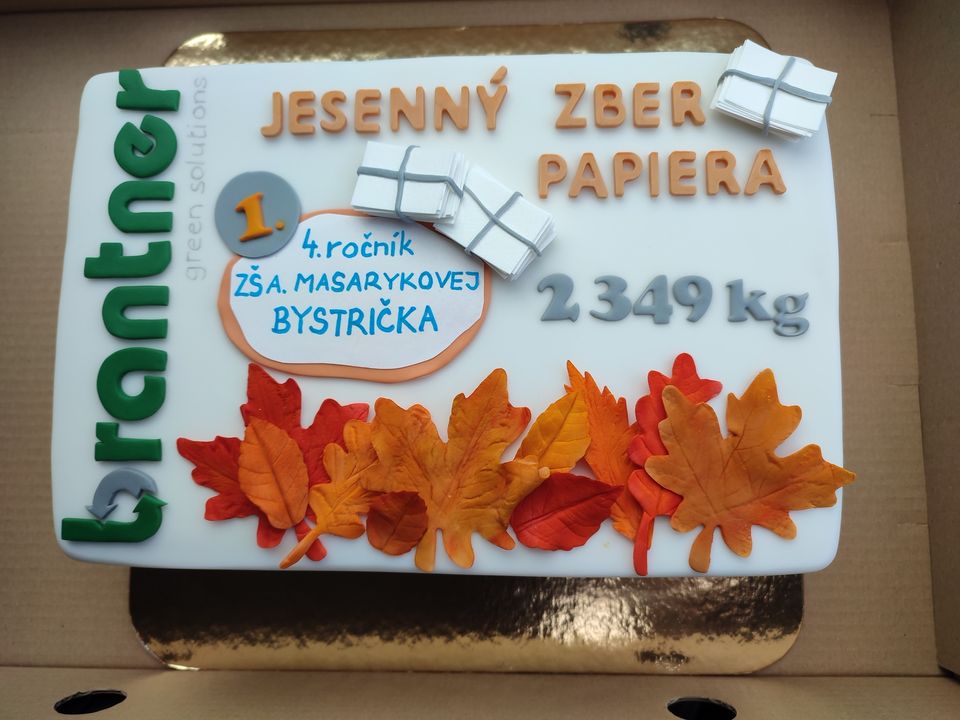 brantner
green solutions
JESENNÝ ZBER
PAPIERA
1.
4. ročník
ZŠ A. MASARYKOVEJ
BYSTRIČKA
2 349 kg